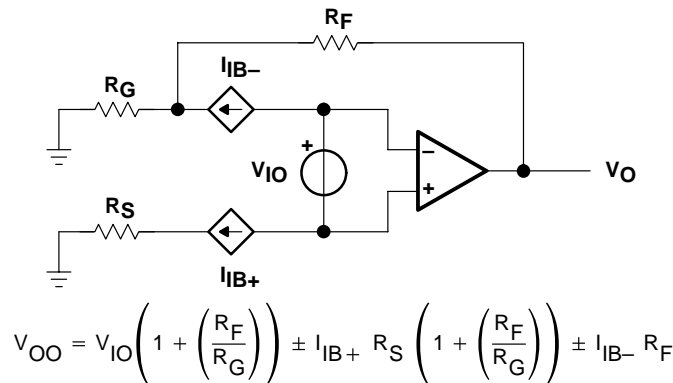 RF
IIB–
RG
+
VIO
–
+
VO
RS
IIB+
VOO = VIO(1 + (RF/RG)) ± IIB+ RS (1 + (RF/RG)) ± IIB– RF